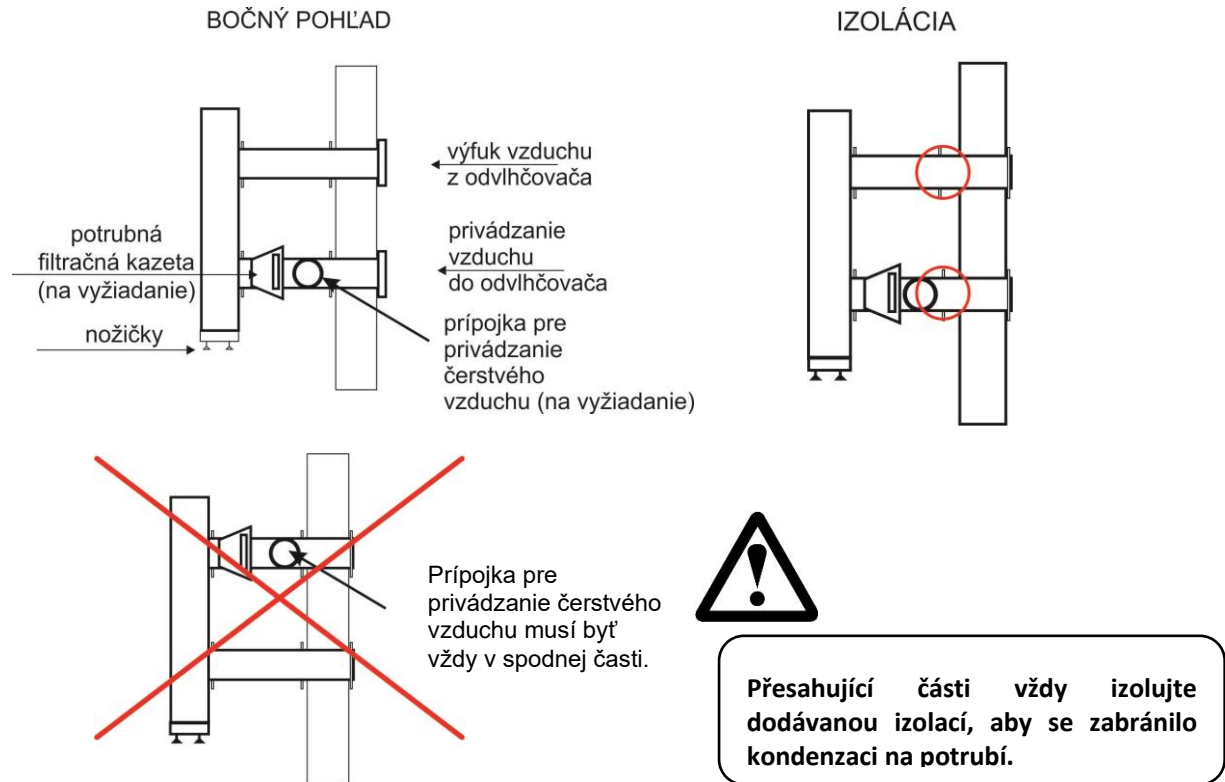 BOČNÝ POHĽAD
IZOLÁCIA
výfuk vzduchu
z odvlhčovača
potrubná
filtračná kazeta
(na vyžiadanie)
privádzanie
vzduchu
do odvlhčovača
nožičky
prípojka pre
privádzanie
čerstvého
vzduchu (na vyžiadanie)
Prípojka pre
privádzanie čerstvého
vzduchu musí byť
vždy v spodnej časti.
Přesahující části vždy izolujte
dodávanou izolací, aby se zabránilo
kondenzaci na potrubí.